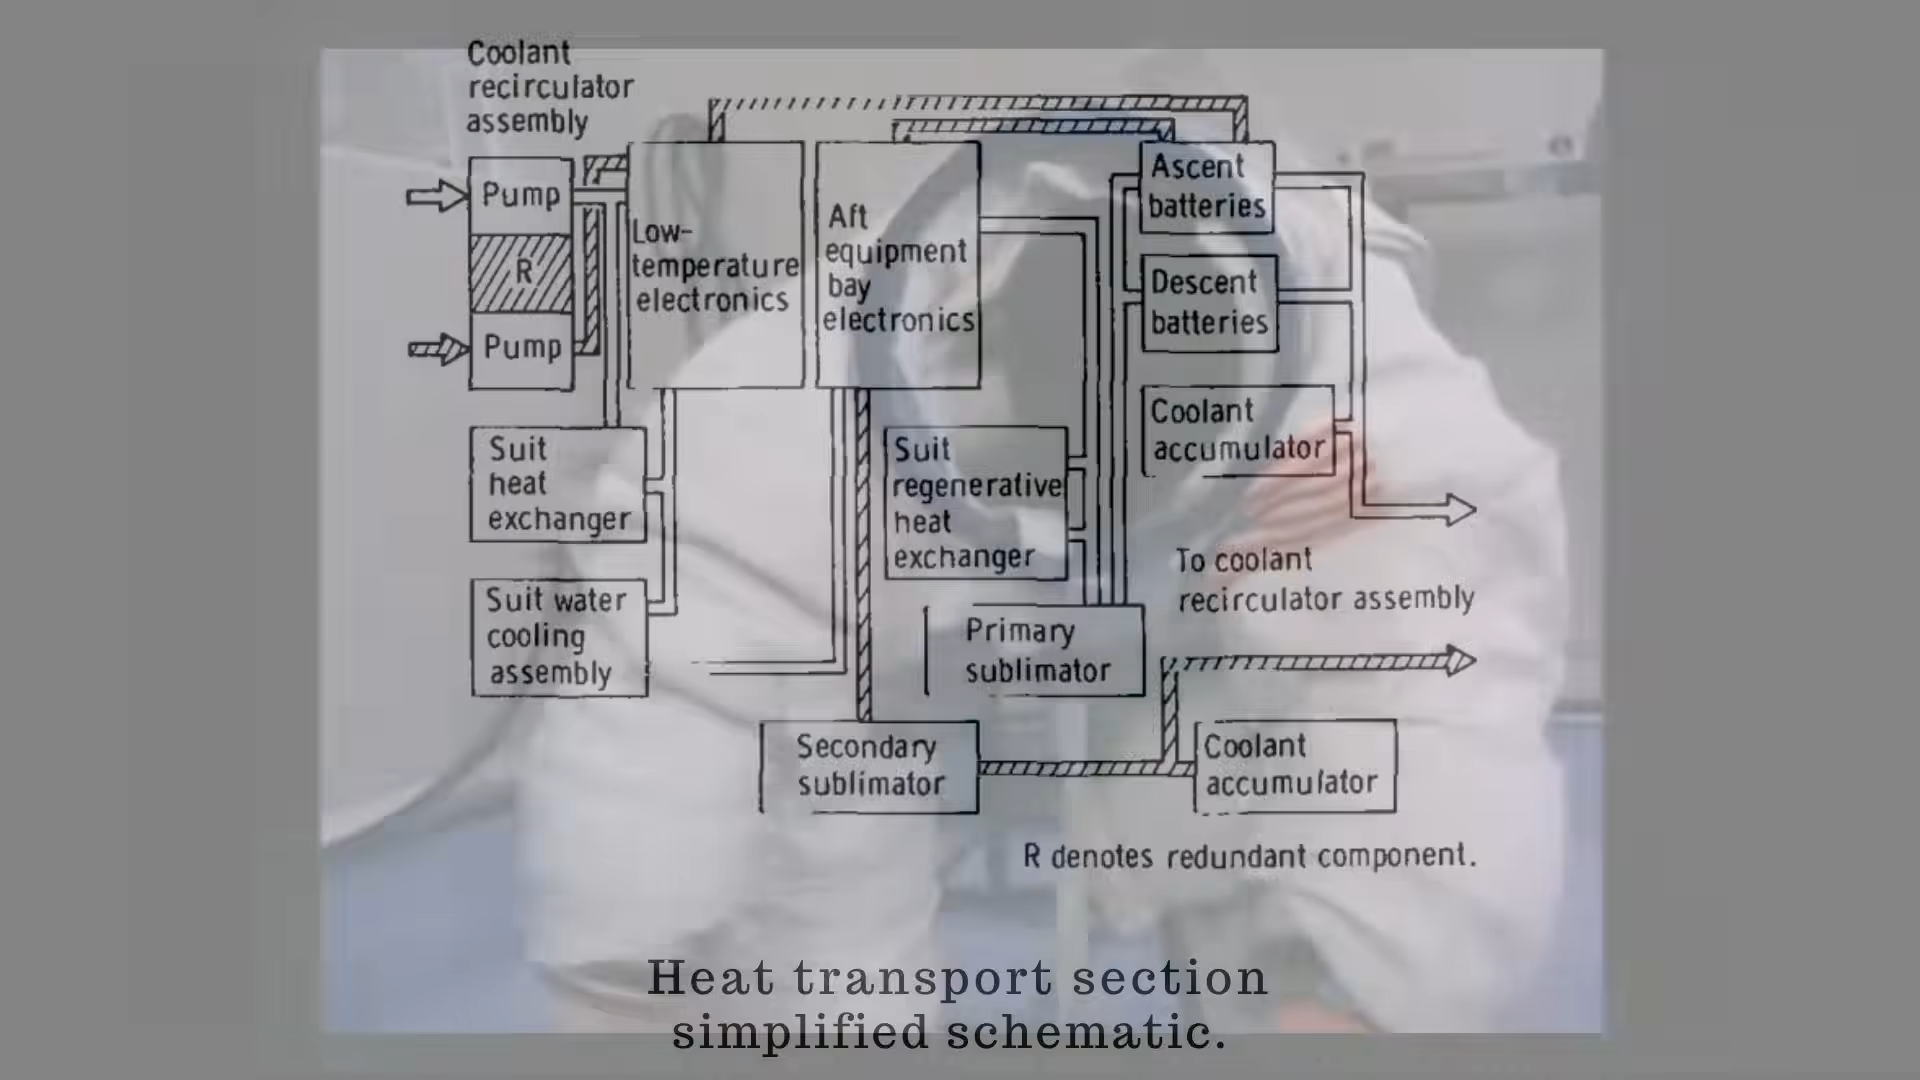 Coolant
recirculator
assembly
Pump
R
Pump
Low-
temperature
electronics
Aft
equipment
bay
electronics
Ascent
batteries
Descent
batteries
Coolant
accumulator
Suit
heat
exchanger
Suit
regenerative
heat
exchanger
To coolant
recirculator assembly
Suit water
cooling
assembly
Primary
sublimator
Secondary
sublimator
Coolant
accumulator
R denotes redundant component.
Heat transport section
simplified schematic.